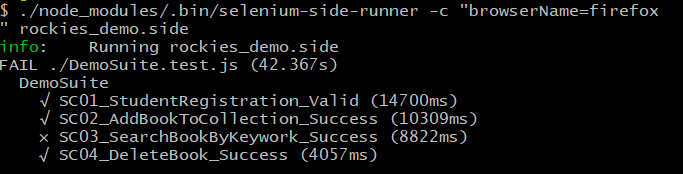 $ ./node_modules/.bin/selenium-side-runner -c "browserName=firefox
" rockies_demo.side
info:    Running rockies_demo.side
FAIL ./DemoSuite.test.js (42.367s)
  DemoSuite
    √ SC01_StudentRegistration_Valid (14700ms)
    √ SC02_AddBookToCollection_Success (10309ms)
    × SC03_SearchBookByKeywork_Success (8822ms)
    √ SC04_DeleteBook_Success (4057ms)